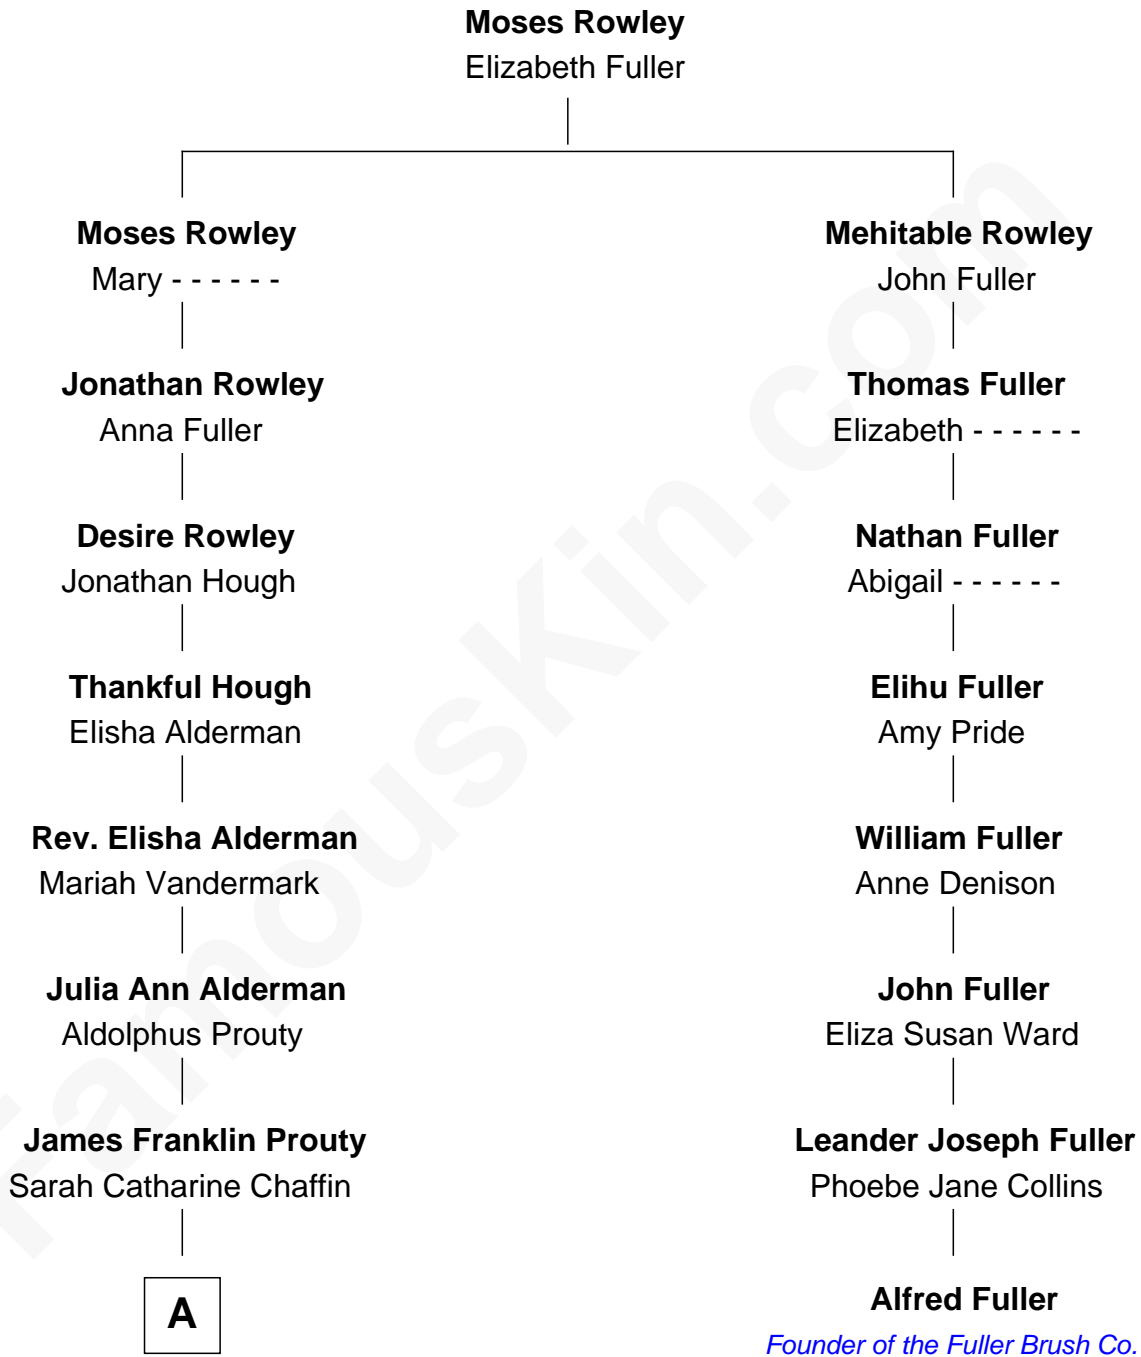 Moses Rowley
Elizabeth Fuller
Moses Rowley
Mary - - - - - -
Mehitable Rowley
John Fuller
Jonathan Rowley
Anna Fuller
Thomas Fuller
Elizabeth - - - - - -
Desire Rowley
Jonathan Hough
Nathan Fuller
Abigail - - - - - -
Thankful Hough
Elisha Alderman
Elihu Fuller
Amy Pride
Rev. Elisha Alderman
Mariah Vandermark
William Fuller
Anne Denison
Julia Ann Alderman
Aldolphus Prouty
John Fuller
Eliza Susan Ward
James Franklin Prouty
Sarah Catharine Chaffin
Leander Joseph Fuller
Phoebe Jane Collins
A
Alfred Fuller
Founder of the Fuller Brush Co.
FamousKin.com